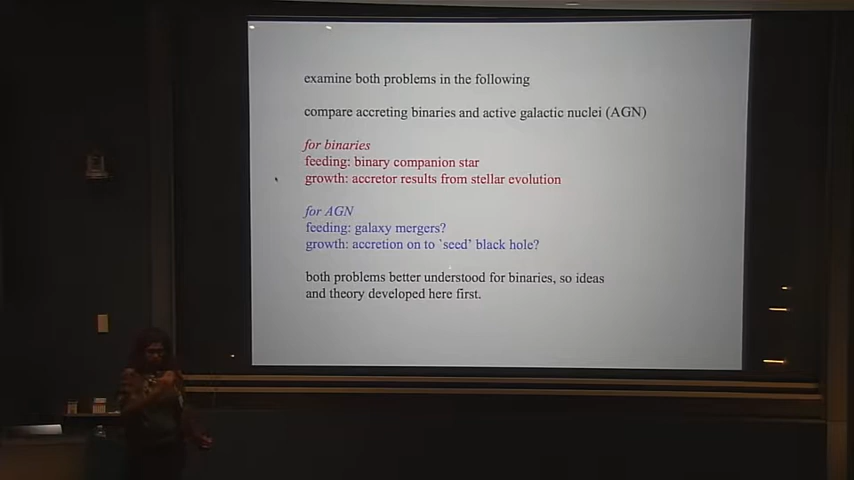 examine both problems in the following
compare accreting binaries and active galactic nuclei (AGN)
for binaries
feeding: binary companion star
growth: accretor results from stellar evolution
for AGN
feeding: galaxy mergers?
growth: accretion on to `seed' black hole?
both problems better understood for binaries, so ideas
and theory developed here first.